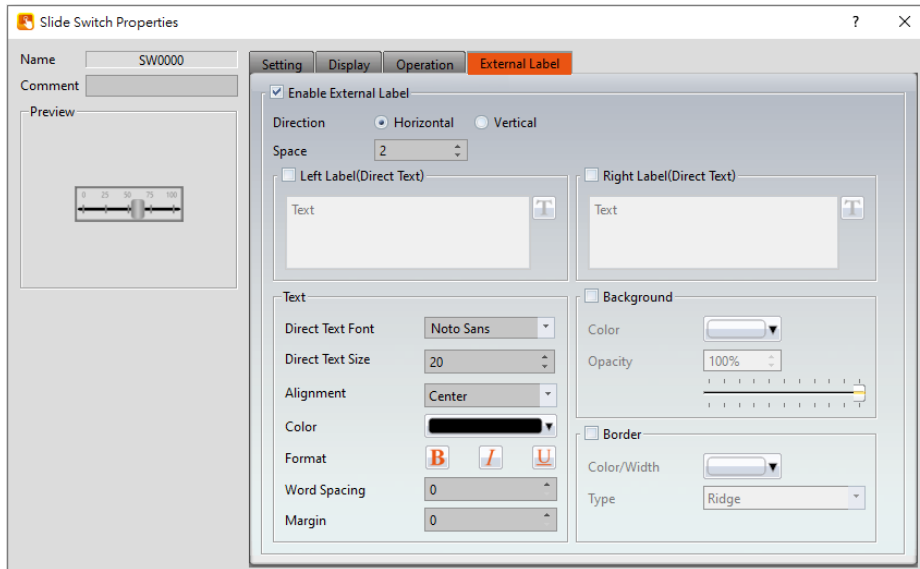 Slide Switch Properties ? ×
Name SW0000
Comment
Preview
0 25 50 75 100
Setting Display Operation External Label
Enable External Label
Direction Horizontal Vertical
Space 2
Left Label(Direct Text) Right Label(Direct Text)
Text T Text T
Text
Direct Text Font Noto Sans
Direct Text Size 20
Alignment Center
Color
Format B I U
Word Spacing 0
Margin 0
Background
Color
Opacity 100%
Border
Color/Width
Type Ridge